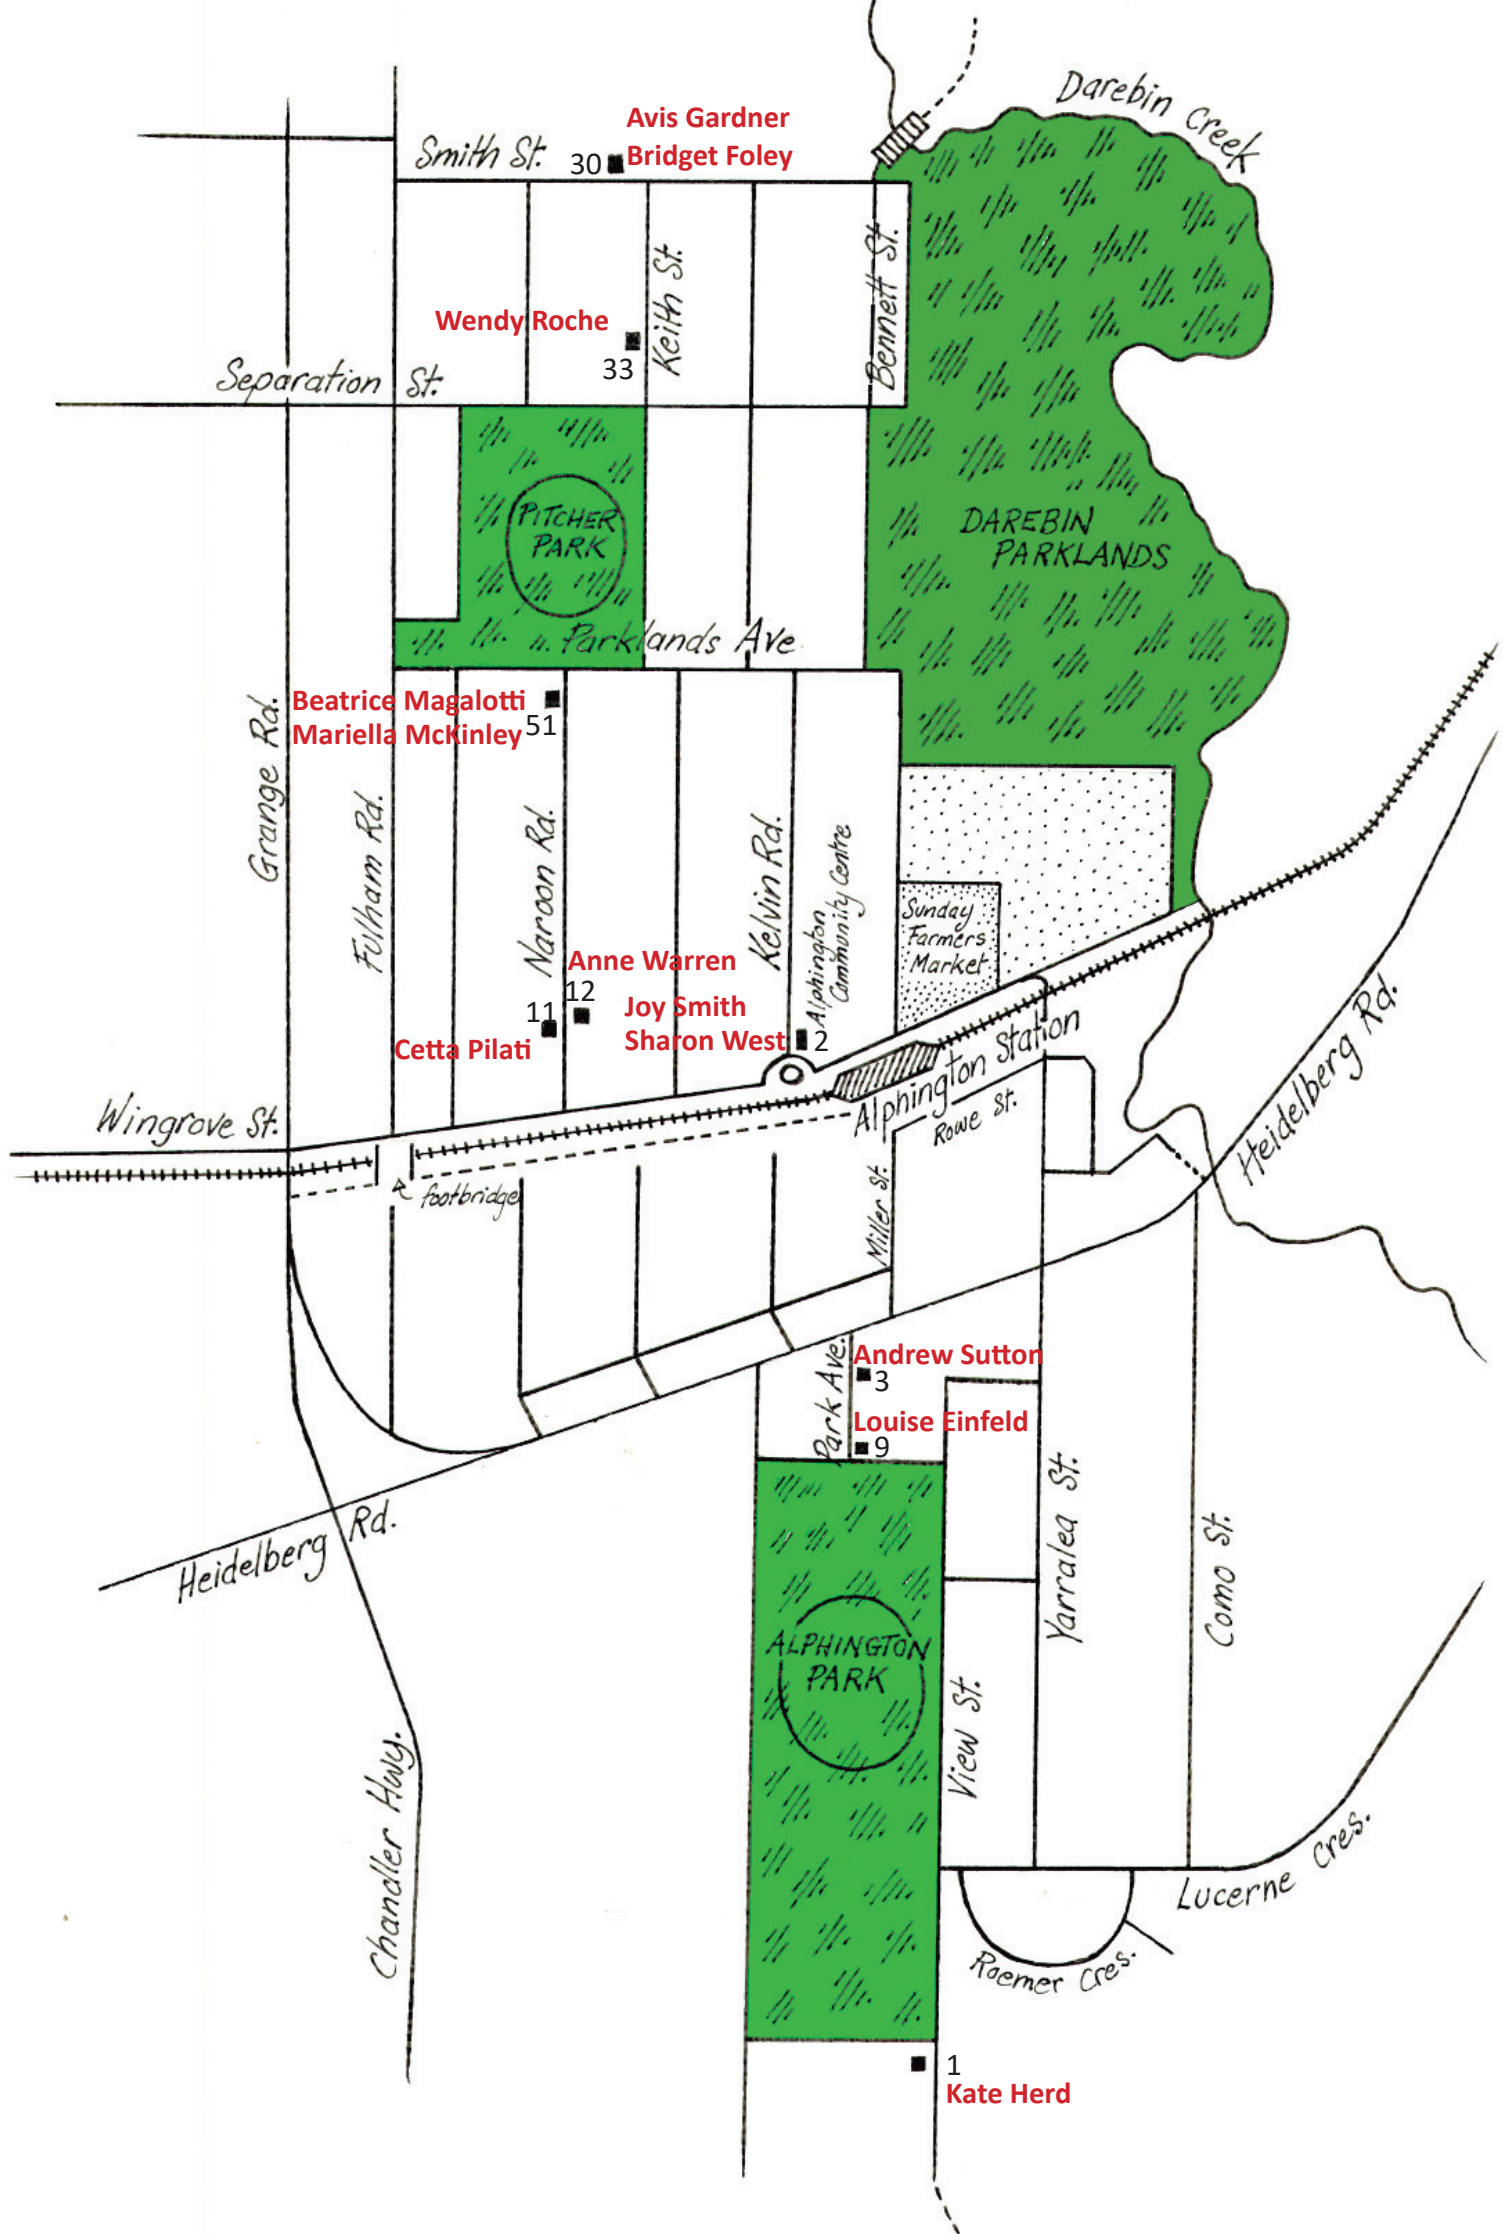 Darebin Creek
Avis Gardner
Bridget Foley
Smith St.
30
Keith St.
Bennett St.
Wendy Roche
33
Separation St.
PITCHER
PARK
DAREBIN
PARKLANDS
Parklands Ave
Beatrice Magalotti
Mariella McKinley
51
Grange Rd.
Fulham Rd.
Naroon Rd.
Kelvin Rd.
Alphington
Community Centre
Sunday
Farmers
Market
Anne Warren
12
11
Cetta Pilati
Joy Smith
Sharon West
2
Alphington Station
Heidelberg Rd.
Wingrove St.
Rowe St.
footbridge
Miller St.
Park Ave.
Andrew Sutton
3
Louise Einfeld
9
Heidelberg Rd.
Yarralea St.
Como St.
ALPHINGTON
PARK
View St.
Chandler Hwy.
Lucerne Cres.
Roemer Cres.
1
Kate Herd